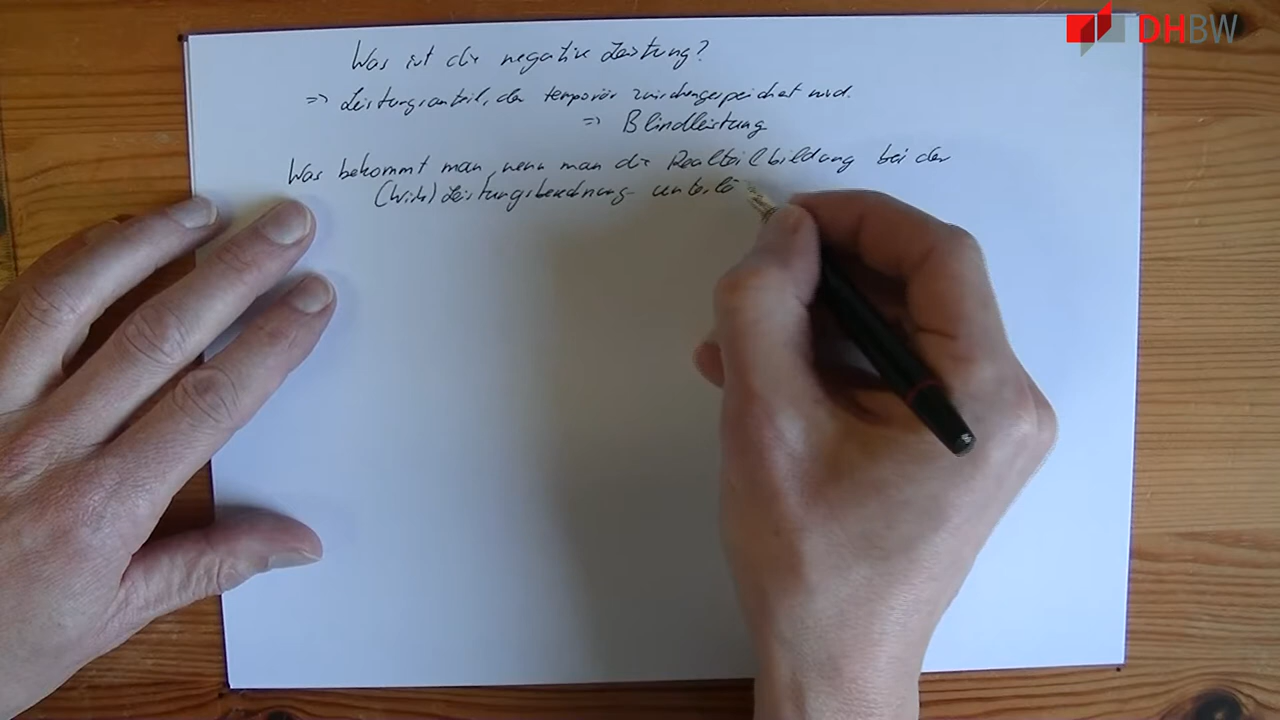 DHBW
Was ist die negative Leistung?
=> Leistungsanteil, der temporär zwischengespeichert wird.
=> Blindleistung
Was bekommt man, wenn man die Realteilbildung bei der
(Wirk) Leistungsberechnung unterlä